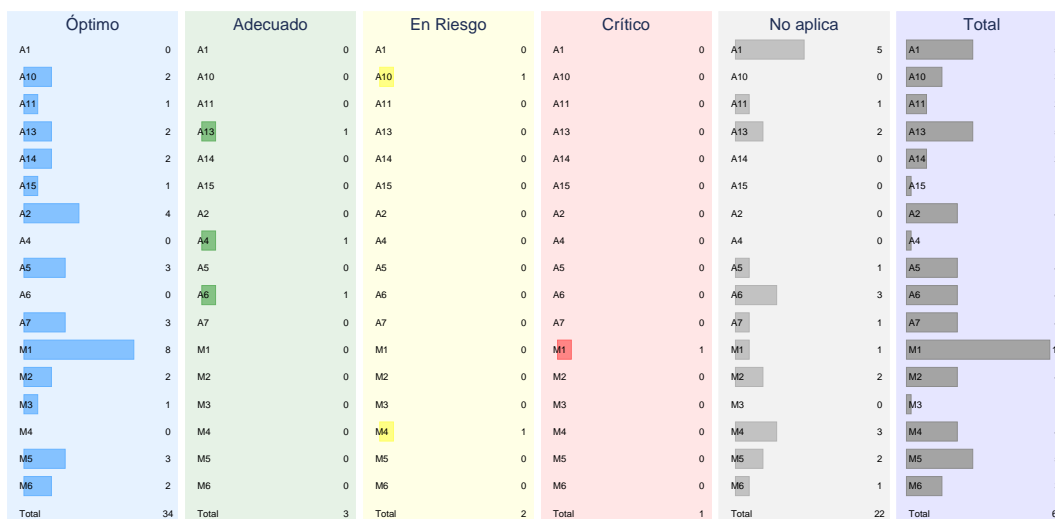 Óptimo Adecuado En Riesgo Crítico No aplica Total
A1 0 A1 0 A1 0 A1 0 A1 5 A1
A10 2 A10 0 A10 1 A10 0 A10 0 A10
A11 1 A11 0 A11 0 A11 0 A11 1 A11
A13 2 A13 1 A13 0 A13 0 A13 2 A13
A14 2 A14 0 A14 0 A14 0 A14 0 A14
A15 1 A15 0 A15 0 A15 0 A15 0 A15
A2 4 A2 0 A2 0 A2 0 A2 0 A2
A4 0 A4 1 A4 0 A4 0 A4 0 A4
A5 3 A5 0 A5 0 A5 0 A5 1 A5
A6 0 A6 1 A6 0 A6 0 A6 3 A6
A7 3 A7 0 A7 0 A7 0 A7 1 A7
M1 8 M1 0 M1 0 M1 1 M1 1 M1
M2 2 M2 0 M2 0 M2 0 M2 2 M2
M3 1 M3 0 M3 0 M3 0 M3 0 M3
M4 0 M4 0 M4 1 M4 0 M4 3 M4
M5 3 M5 0 M5 0 M5 0 M5 2 M5
M6 2 M6 0 M6 0 M6 0 M6 1 M6
Total 34 Total 3 Total 2 Total 1 Total 22 Total